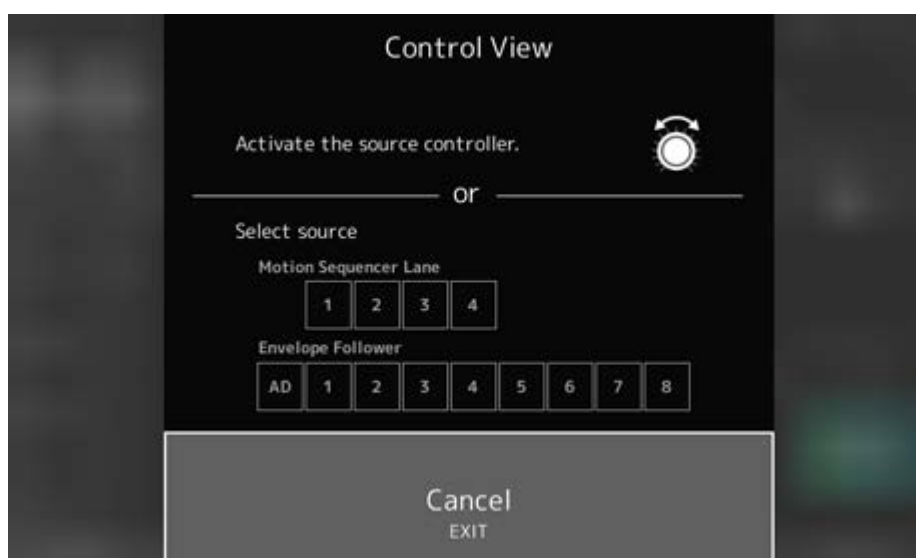 Control View
Activate the source controller.
or
Select source
Motion Sequencer Lane
1 2 3 4
Envelope Follower
AD 1 2 3 4 5 6 7 8
Cancel
EXIT